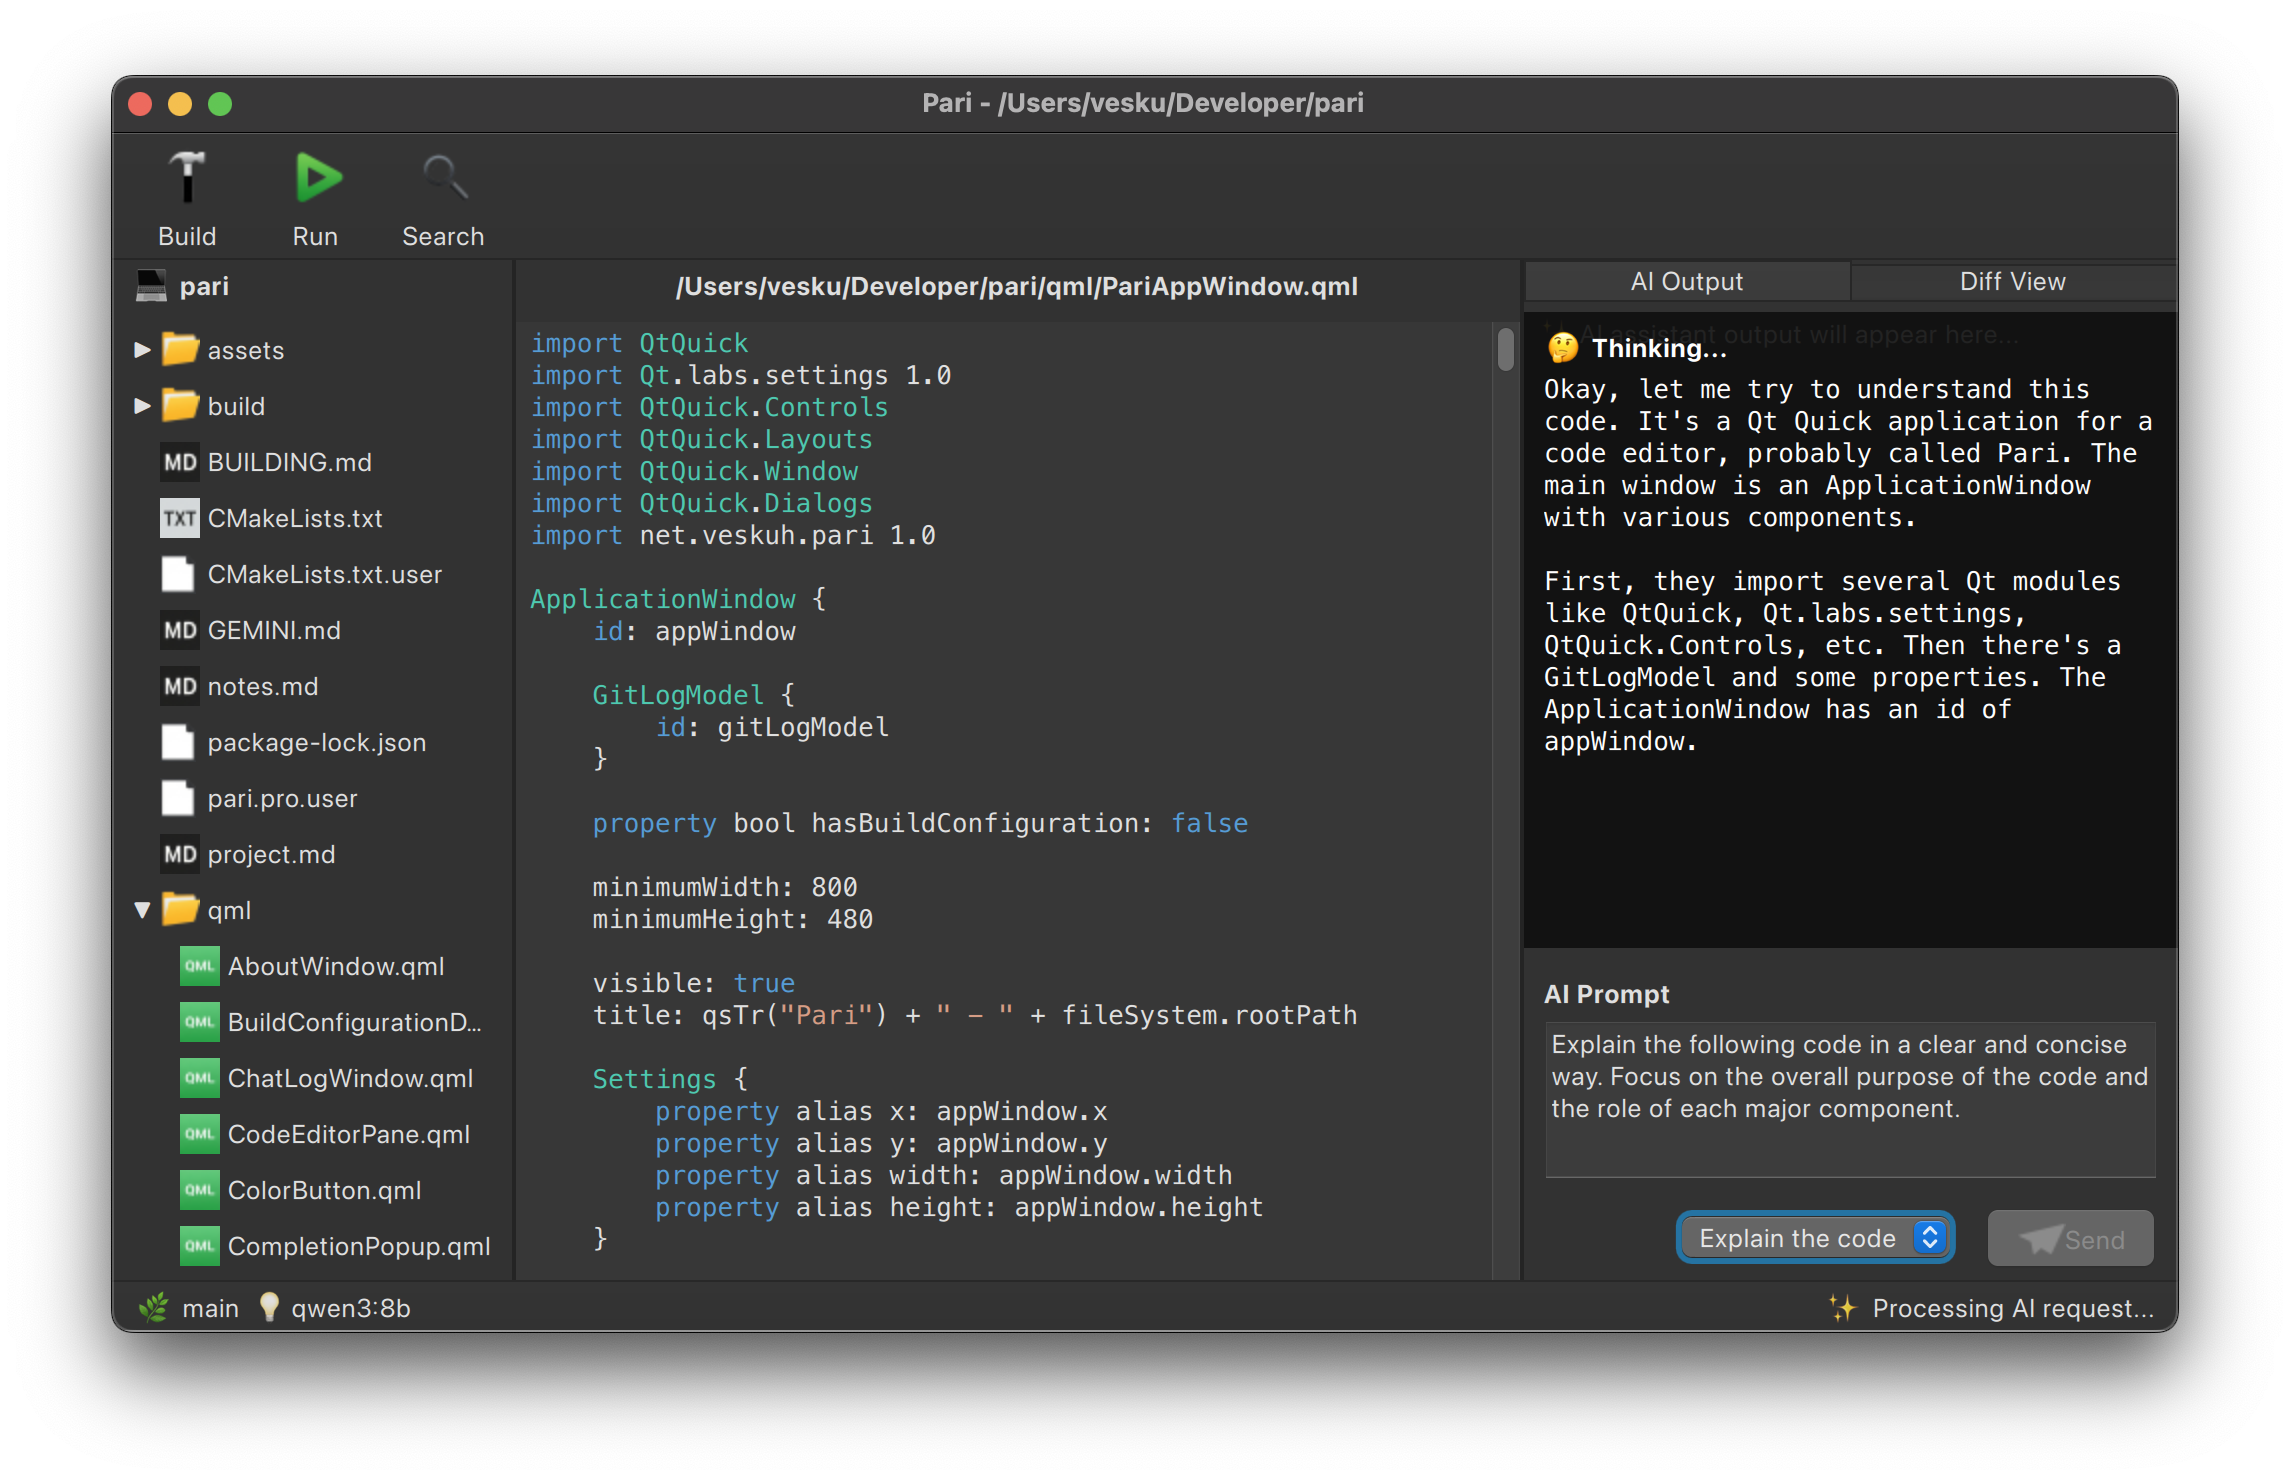 Pari - /Users/vesku/Developer/pari
Build
Run
Search
pari
assets
build
MD BUILDING.md
TXT CMakeLists.txt
CMakeLists.txt.user
MD GEMINI.md
MD notes.md
package-lock.json
pari.pro.user
MD project.md
qml
QML AboutWindow.qml
QML BuildConfigurationD...
QML ChatLogWindow.qml
QML CodeEditorPane.qml
QML ColorButton.qml
QML CompletionPopup.qml
/Users/vesku/Developer/pari/qml/PariAppWindow.qml
import QtQuick
import Qt.labs.settings 1.0
import QtQuick.Controls
import QtQuick.Layouts
import QtQuick.Window
import QtQuick.Dialogs
import net.veskuh.pari 1.0
ApplicationWindow {
id: appWindow
GitLogModel {
id: gitLogModel
}
property bool hasBuildConfiguration: false
minimumWidth: 800
minimumHeight: 480
visible: true
title: qsTr("Pari") + " – " + fileSystem.rootPath
Settings {
property alias x: appWindow.x
property alias y: appWindow.y
property alias width: appWindow.width
property alias height: appWindow.height
}
AI Output
Diff View
✨ AI assistant output will appear here...
🤔 Thinking...
Okay, let me try to understand this
code. It's a Qt Quick application for a
code editor, probably called Pari. The
main window is an ApplicationWindow
with various components.
First, they import several Qt modules
like QtQuick, Qt.labs.settings,
QtQuick.Controls, etc. Then there's a
GitLogModel and some properties. The
ApplicationWindow has an id of
appWindow.
AI Prompt
Explain the following code in a clear and concise
way. Focus on the overall purpose of the code and
the role of each major component.
Explain the code
Send
🌿 main 💡 qwen3:8b
✨ Processing AI request...